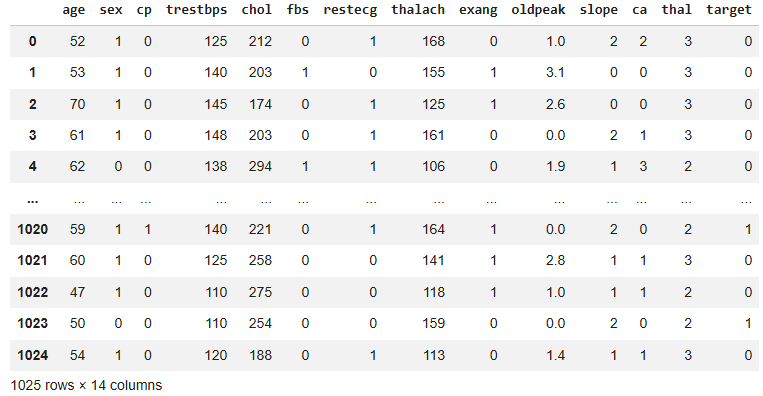 age sex cp trestbps chol fbs restecg thalach exang oldpeak slope ca thal target
0 52 1 0 125 212 0 1 168 0 1.0 2 2 3 0
1 53 1 0 140 203 1 0 155 1 3.1 0 0 3 0
2 70 1 0 145 174 0 1 125 1 2.6 0 0 3 0
3 61 1 0 148 203 0 1 161 0 0.0 2 1 3 0
4 62 0 0 138 294 1 1 106 0 1.9 1 3 2 0
... ... ... ... ... ... ... ... ... ... ... ... ... ... ...
1020 59 1 1 140 221 0 1 164 1 0.0 2 0 2 1
1021 60 1 0 125 258 0 0 141 1 2.8 1 1 3 0
1022 47 1 0 110 275 0 0 118 1 1.0 1 1 2 0
1023 50 0 0 110 254 0 0 159 0 0.0 2 0 2 1
1024 54 1 0 120 188 0 1 113 0 1.4 1 1 3 0
1025 rows × 14 columns